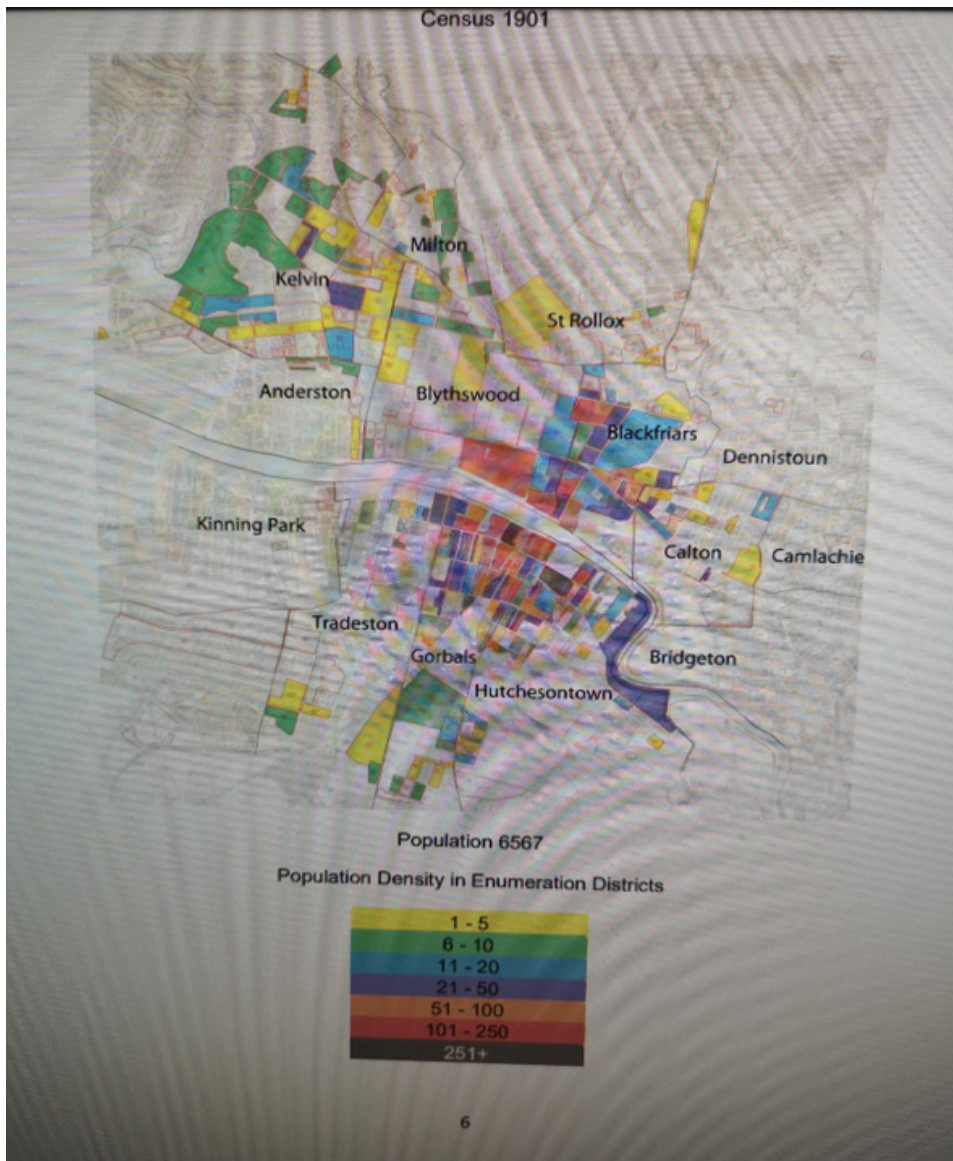 Census 1901
Milton
Kelvin
St Rollox
Anderston
Blythswood
Blackfriars
Dennistoun
Kinning Park
Calton
Camlachie
Tradeston
Gorbals
Bridgeton
Hutchesontown
Population 6567
Population Density in Enumeration Districts
1 - 5
6 - 10
11 - 20
21 - 50
51 - 100
101 - 250
251+
6